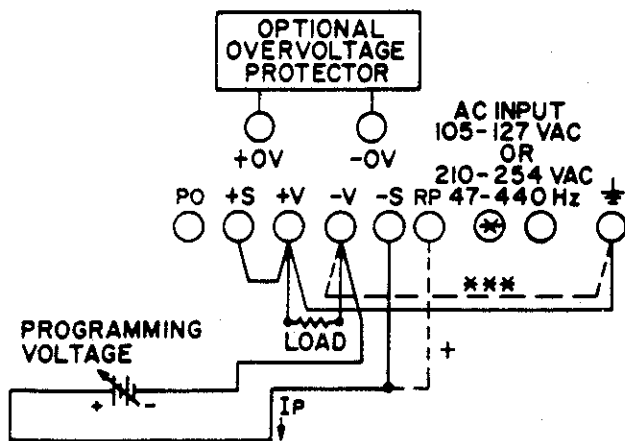 OPTIONAL
OVERVOLTAGE
PROTECTOR
AC INPUT
105-127 VAC
OR
210-254 VAC
47-440 Hz
+OV
-OV
PO
+S
+V
-V
-S
RP
*
***
PROGRAMMING
VOLTAGE
LOAD
+
+
-
IP